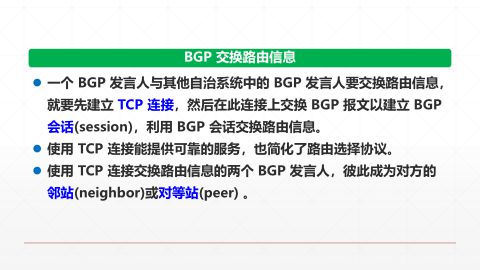 BGP 交换路由信息
一个 BGP 发言人与其他自治系统中的 BGP 发言人要交换路由信息，
就要先建立 TCP 连接，然后在此连接上交换 BGP 报文以建立 BGP
会话(session)，利用 BGP 会话交换路由信息。
使用 TCP 连接能提供可靠的服务，也简化了路由选择协议。
使用 TCP 连接交换路由信息的两个 BGP 发言人，彼此成为对方的
邻站(neighbor)或对等站(peer) 。